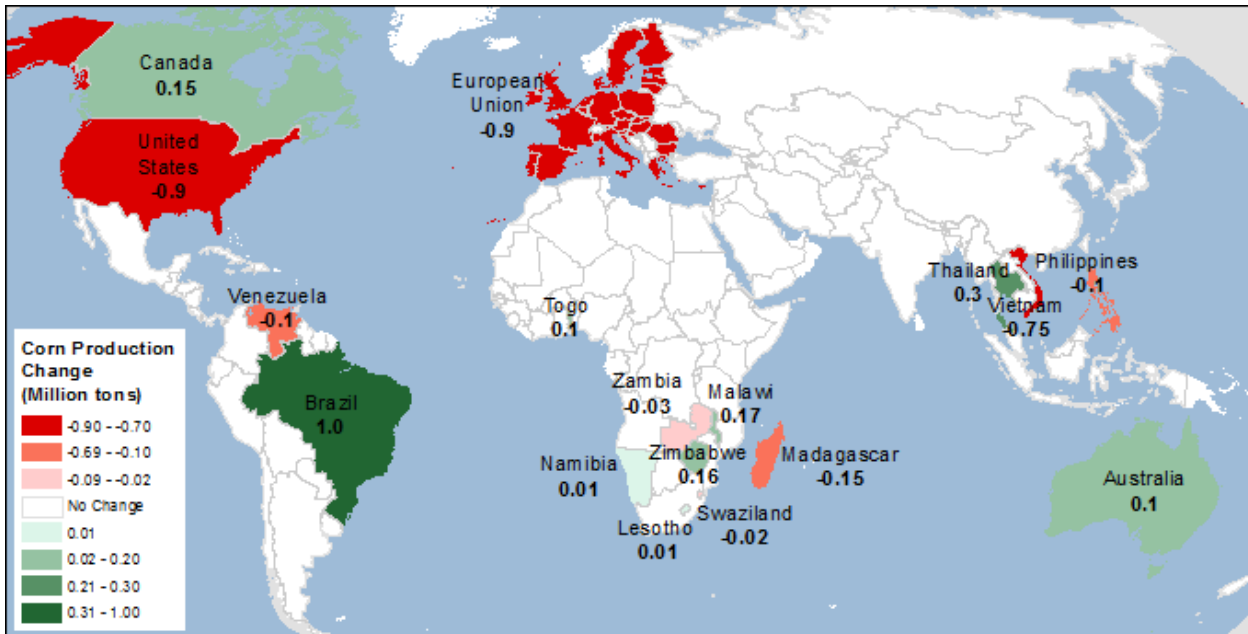 Canada
0.15
United
States
-0.9
European
Union
-0.9
Venezuela
-0.1
Brazil
1.0
Togo
0.1
Zambia
-0.03
Malawi
0.17
Zimbabwe
0.16
Namibia
0.01
Lesotho
0.01
Swaziland
-0.02
Madagascar
-0.15
Thailand
0.3
Philippines
-0.1
Vietnam
-0.75
Australia
0.1
Corn Production
Change
(Million tons)
-0.90 - -0.70
-0.69 - -0.10
-0.09 - -0.02
No Change
0.01
0.02 - 0.20
0.21 - 0.30
0.31 - 1.00